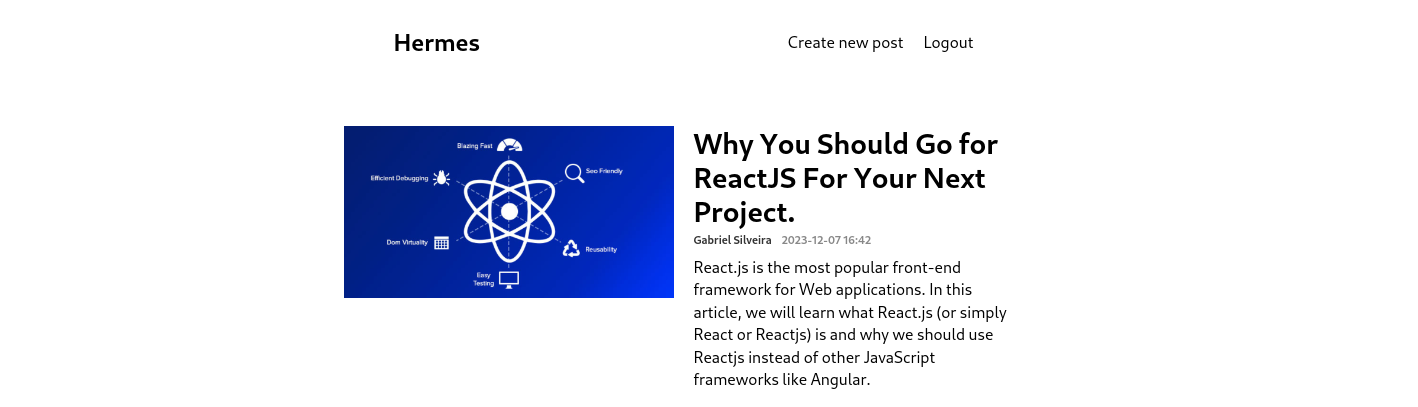 Hermes
Create new post Logout
Blazing Fast
Efficient Debugging
Seo Friendly
Dom Virtuality
Reusability
Easy
Testing
Why You Should Go for
ReactJS For Your Next
Project.
Gabriel Silveira 2023-12-07 16:42
React.js is the most popular front-end
framework for Web applications. In this
article, we will learn what React.js (or simply
React or Reactjs) is and why we should use
Reactjs instead of other JavaScript
frameworks like Angular.